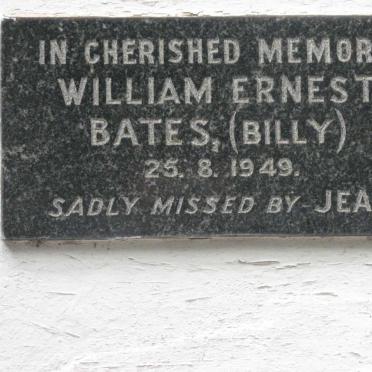 IN CHERISHED MEMOR
WILLIAM ERNEST
BATES, (BILLY)
25. 8. 1949.
SADLY MISSED BY JEA